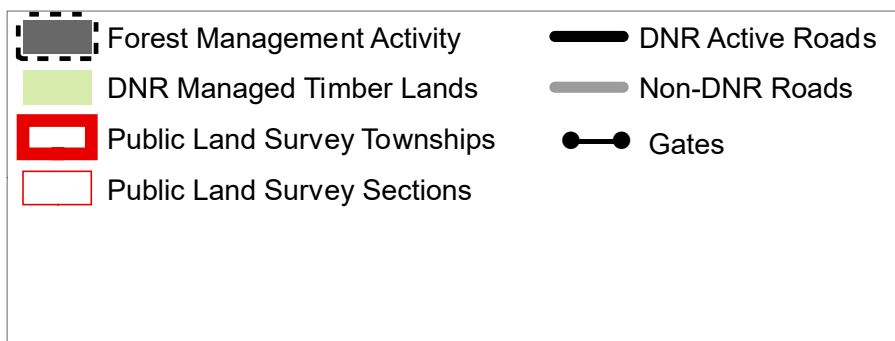 Forest Management Activity
DNR Managed Timber Lands
Public Land Survey Townships
Public Land Survey Sections
DNR Active Roads
Non-DNR Roads
Gates